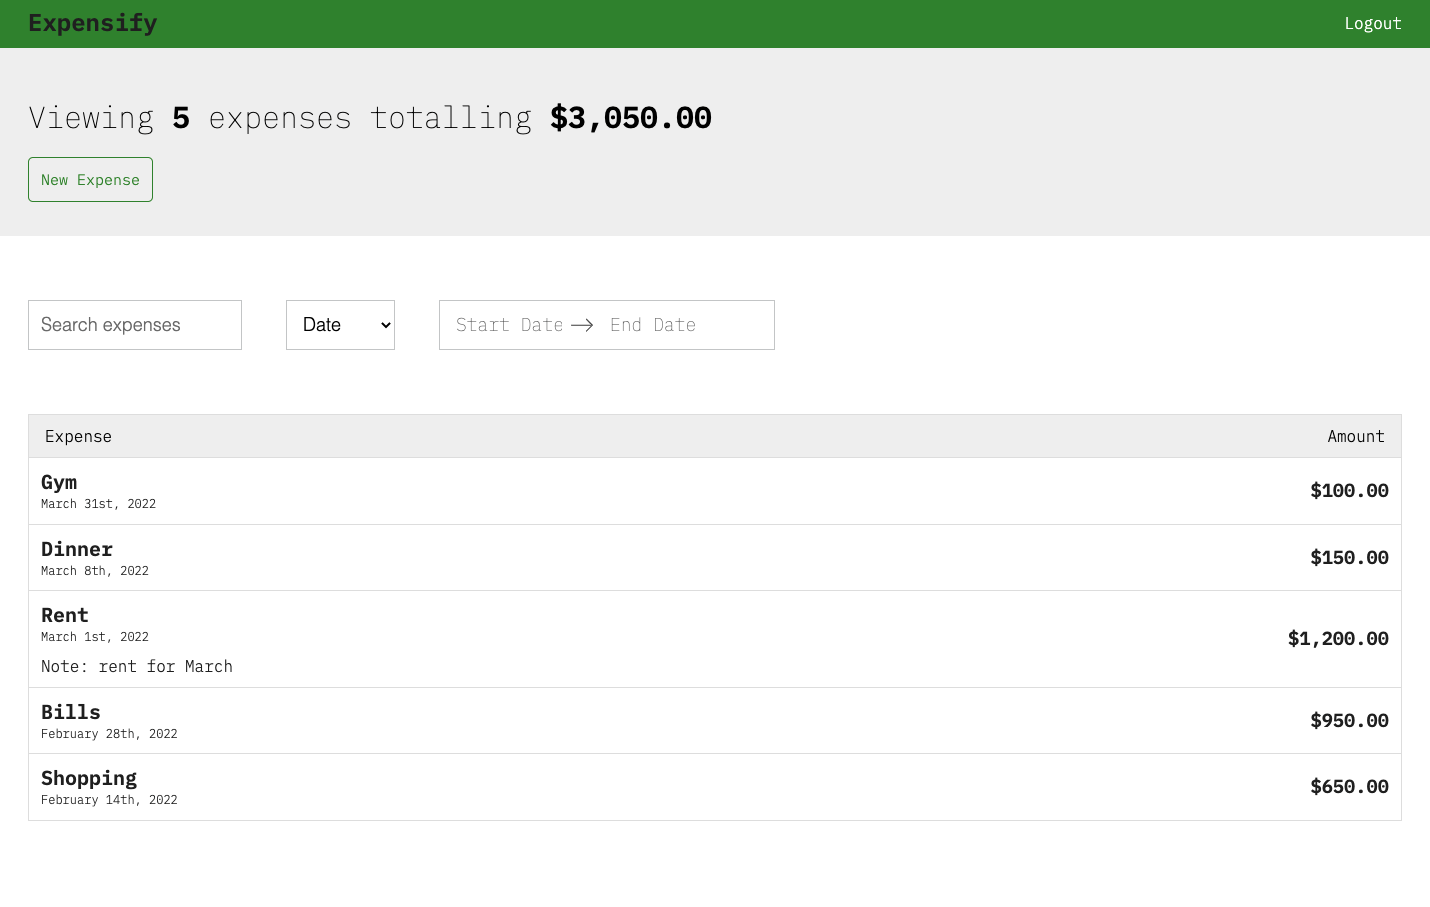 Expensify
Logout
Viewing 5 expenses totalling $3,050.00
New Expense
Search expenses
Date
Start Date
End Date
Expense
Amount
Gym
March 31st, 2022
$100.00
Dinner
March 8th, 2022
$150.00
Rent
March 1st, 2022
Note: rent for March
$1,200.00
Bills
February 28th, 2022
$950.00
Shopping
February 14th, 2022
$650.00